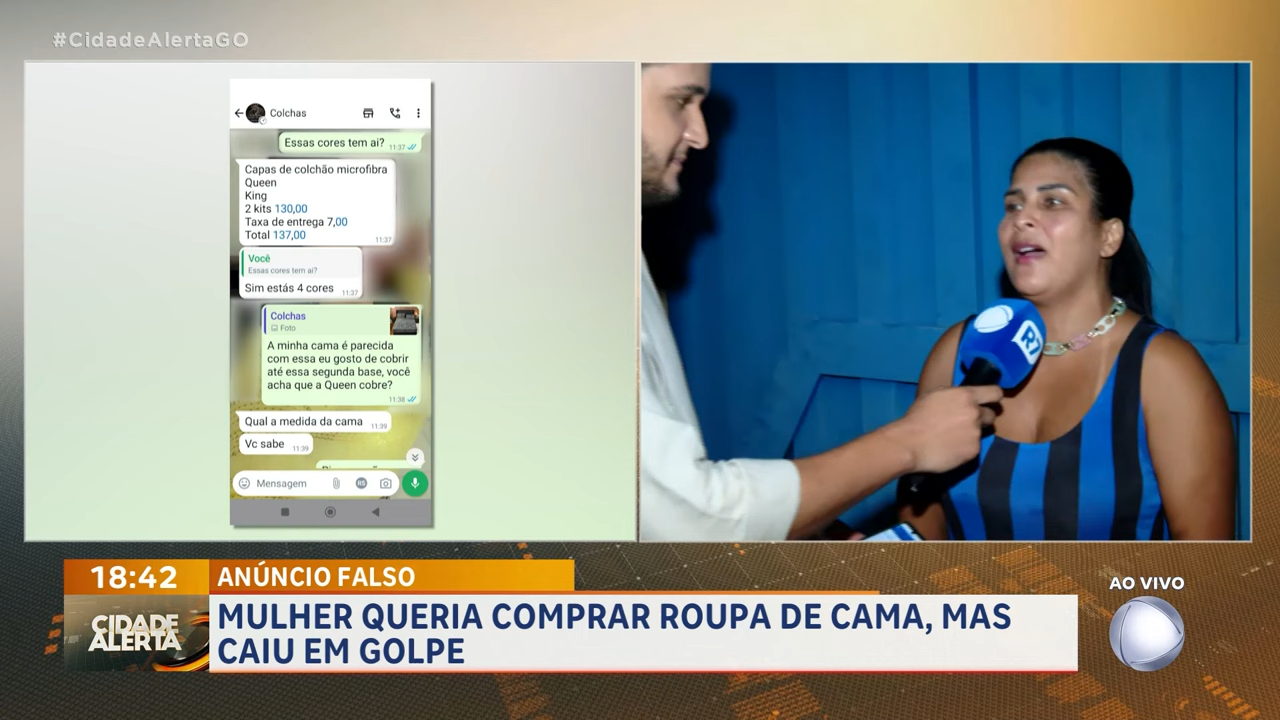 #CidadeAlertaGO
Colchas
Essas cores tem ai?
11:37
Capas de colchão microfibra
Queen
King
2 kits 130,00
Taxa de entrega 7,00
Total 137,00
11:37
Você
Essas cores tem ai?
Sim estás 4 cores
11:37
Colchas
Foto
A minha cama é parecida
com essa eu gosto de cobrir
até essa segunda base, você
acha que a Queen cobre?
11:38
Qual a medida da cama
11:39
Vc sabe
11:39
Mensagem
R7
18:42
ANÚNCIO FALSO
CIDADE
ALERTA
MULHER QUERIA COMPRAR ROUPA DE CAMA, MAS
CAIU EM GOLPE
AO VIVO